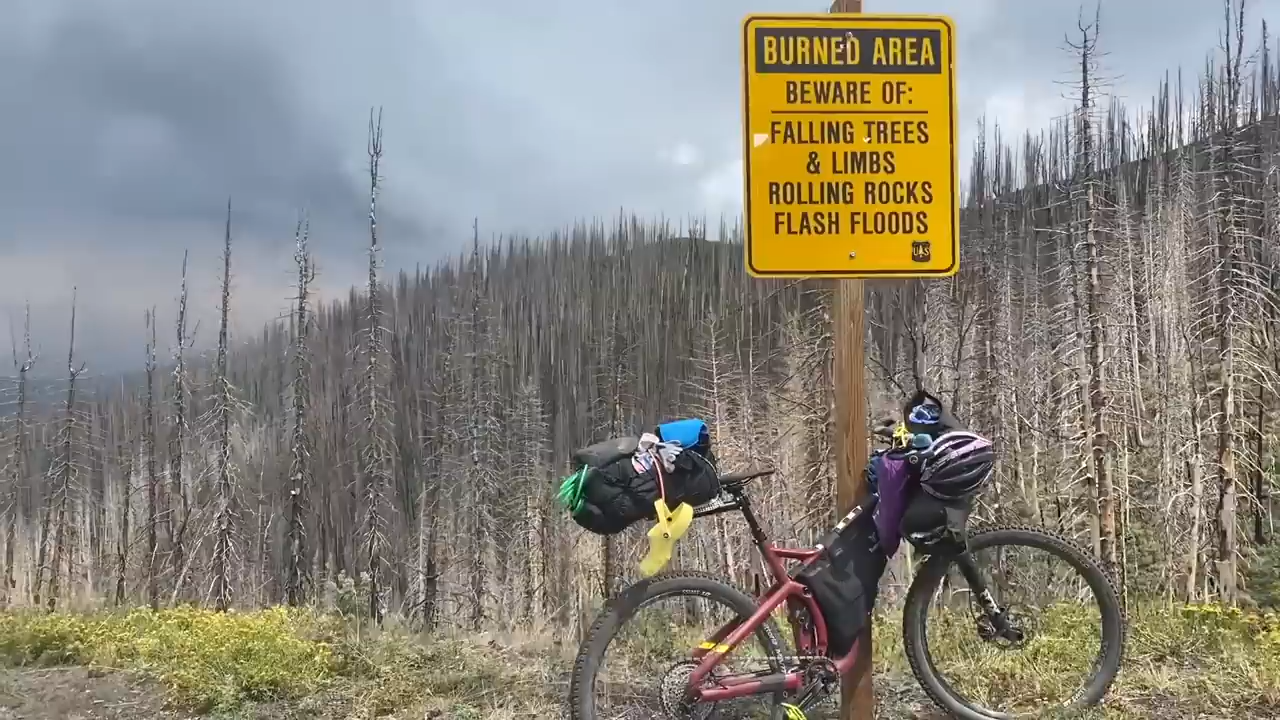 BURNED AREA
BEWARE OF:
FALLING TREES
& LIMBS
ROLLING ROCKS
FLASH FLOODS
U S